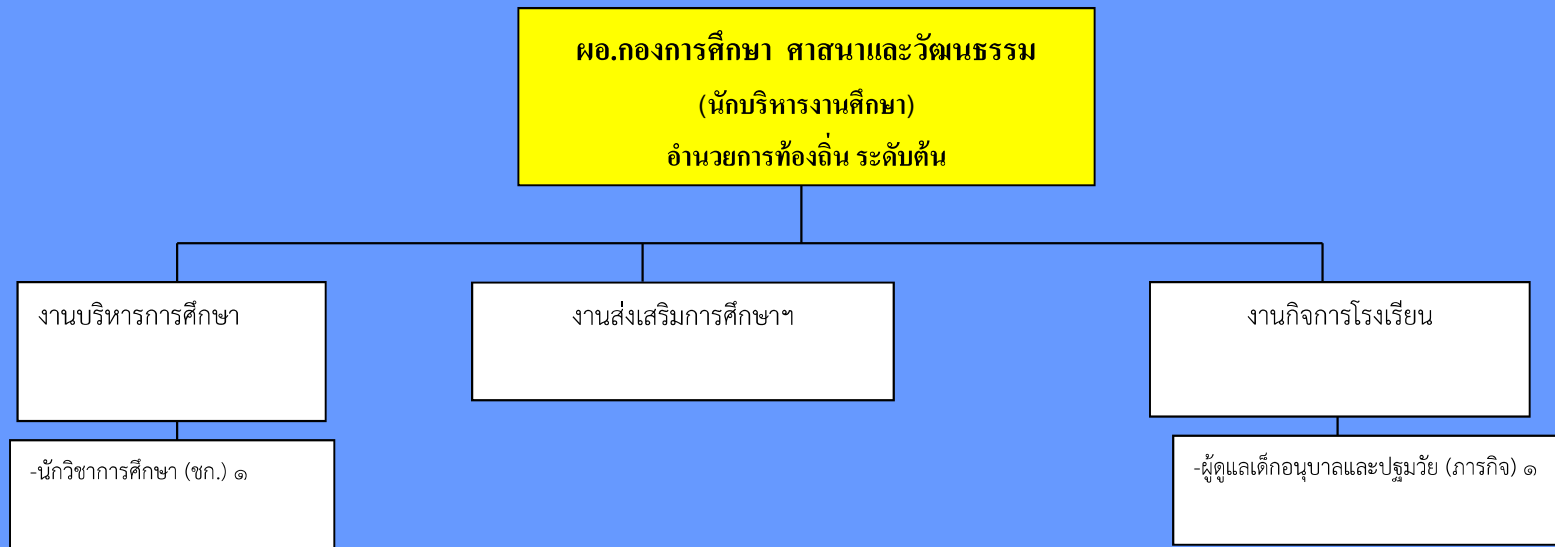 ผอ.กองการศึกษา ศาสนาและวัฒนธรรม
(นักบริหารงานศึกษา)
อำนวยการท้องถิ่น ระดับต้น
งานบริหารการศึกษา
งานส่งเสริมการศึกษาฯ
งานกิจการโรงเรียน
-นักวิชาการศึกษา (ชก.) ๑
-ผู้ดูแลเด็กอนุบาลและปฐมวัย (ภารกิจ) ๑